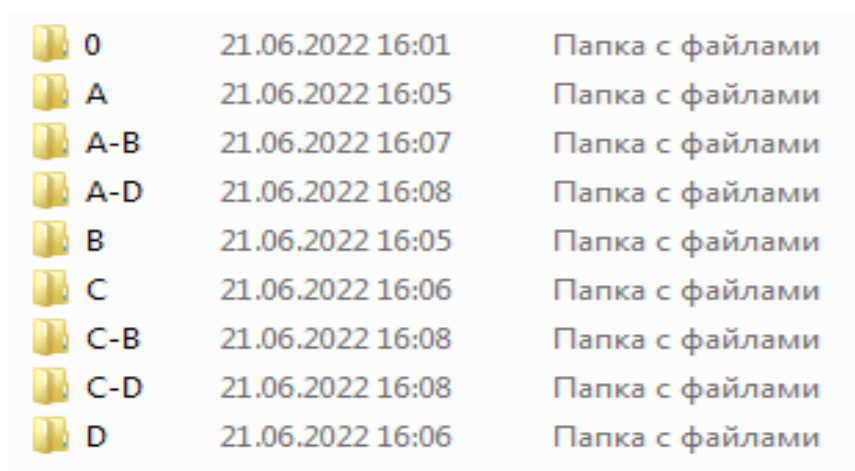 0 21.06.2022 16:01 Папка с файлами
A 21.06.2022 16:05 Папка с файлами
A-B 21.06.2022 16:07 Папка с файлами
A-D 21.06.2022 16:08 Папка с файлами
B 21.06.2022 16:05 Папка с файлами
C 21.06.2022 16:06 Папка с файлами
C-B 21.06.2022 16:08 Папка с файлами
C-D 21.06.2022 16:08 Папка с файлами
D 21.06.2022 16:06 Папка с файлами